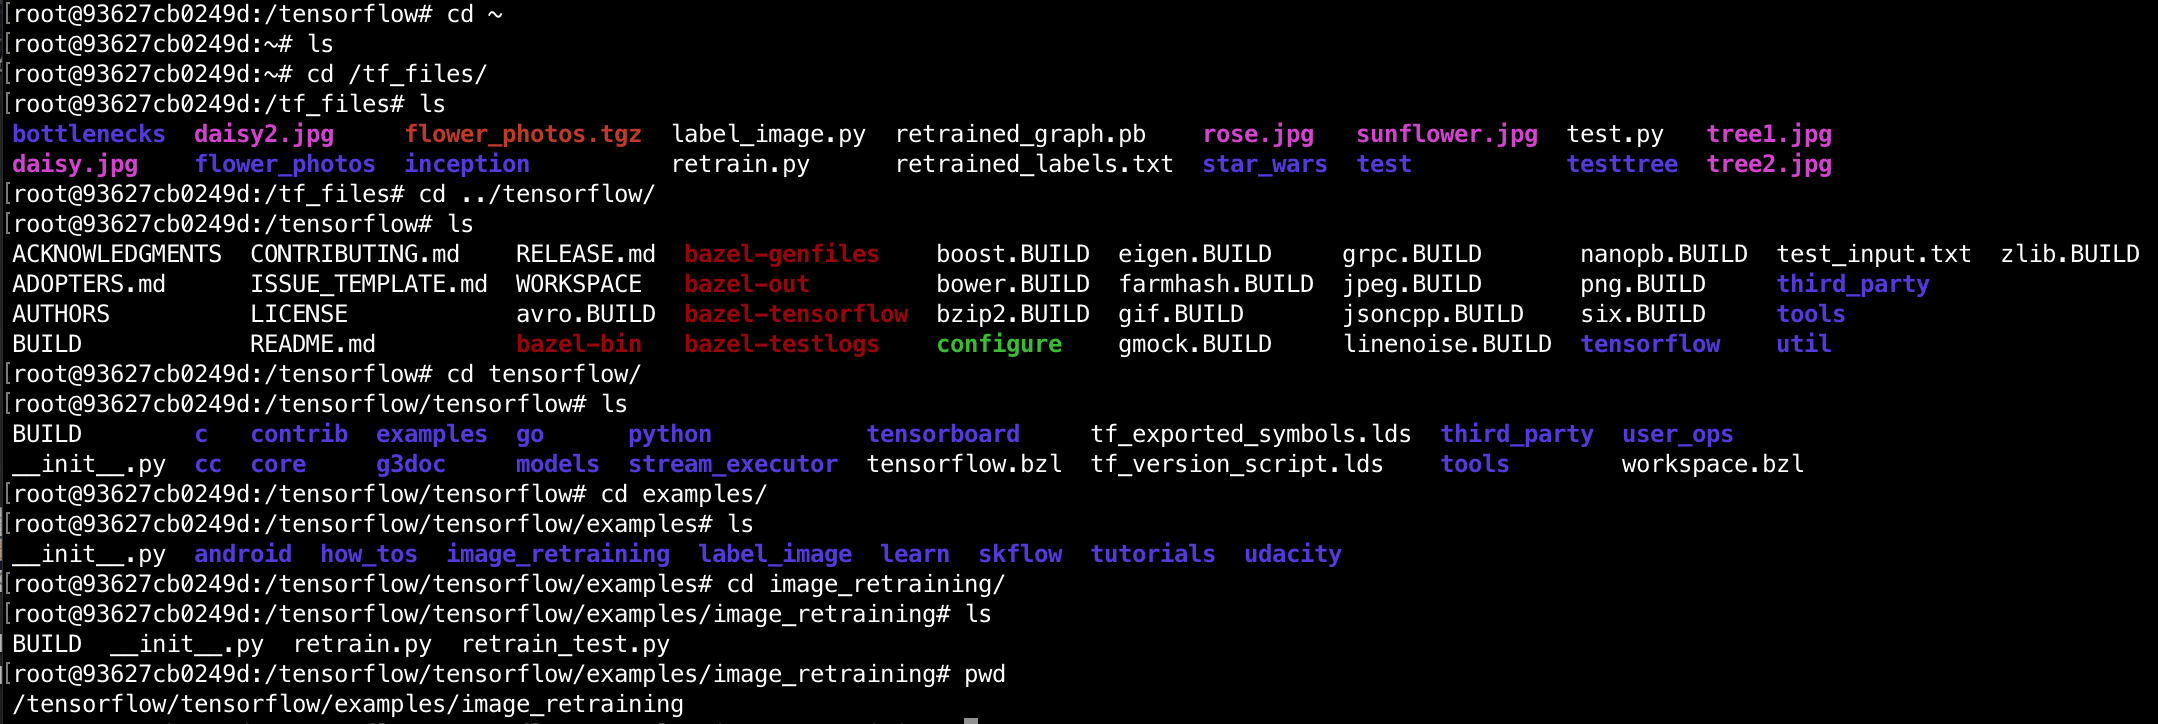 [root@93627cb0249d:/tensorflow# cd ~
[root@93627cb0249d:~# ls
[root@93627cb0249d:~# cd /tf_files/
[root@93627cb0249d:/tf_files# ls
bottlenecks  daisy2.jpg     flower_photos.tgz  label_image.py  retrained_graph.pb    rose.jpg   sunflower.jpg  test.py   tree1.jpg
daisy.jpg    flower_photos  inception          retrain.py      retrained_labels.txt  star_wars  test           testtree  tree2.jpg
[root@93627cb0249d:/tf_files# cd ../tensorflow/
[root@93627cb0249d:/tensorflow# ls
ACKNOWLEDGMENTS  CONTRIBUTING.md    RELEASE.md  bazel-genfiles    boost.BUILD  eigen.BUILD     grpc.BUILD       nanopb.BUILD  test_input.txt  zlib.BUILD
ADOPTERS.md      ISSUE_TEMPLATE.md  WORKSPACE   bazel-out         bower.BUILD  farmhash.BUILD  jpeg.BUILD       png.BUILD     third_party
AUTHORS          LICENSE            avro.BUILD  bazel-tensorflow  bzip2.BUILD  gif.BUILD       jsoncpp.BUILD    six.BUILD     tools
BUILD            README.md          bazel-bin   bazel-testlogs    configure    gmock.BUILD     linenoise.BUILD  tensorflow    util
[root@93627cb0249d:/tensorflow# cd tensorflow/
[root@93627cb0249d:/tensorflow/tensorflow# ls
BUILD        c   contrib  examples  go      python           tensorboard     tf_exported_symbols.lds  third_party  user_ops
__init__.py  cc  core     g3doc     models  stream_executor  tensorflow.bzl  tf_version_script.lds    tools        workspace.bzl
[root@93627cb0249d:/tensorflow/tensorflow# cd examples/
[root@93627cb0249d:/tensorflow/tensorflow/examples# ls
__init__.py  android  how_tos  image_retraining  label_image  learn  skflow  tutorials  udacity
[root@93627cb0249d:/tensorflow/tensorflow/examples# cd image_retraining/
[root@93627cb0249d:/tensorflow/tensorflow/examples/image_retraining# ls
BUILD  __init__.py  retrain.py  retrain_test.py
[root@93627cb0249d:/tensorflow/tensorflow/examples/image_retraining# pwd
/tensorflow/tensorflow/examples/image_retraining